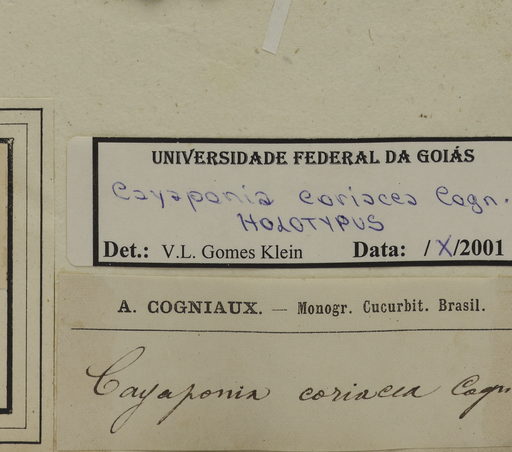 UNIVERSIDADE FEDERAL DA GOIÁS
Cayaponia coriacea Cogn.
HOLOTYPUS
Det.: V.L. Gomes Klein Data: /X/2001
A. COGNIAUX. — Monogr. Cucurbit. Brasil.
Cayaponia coriacea Cogn